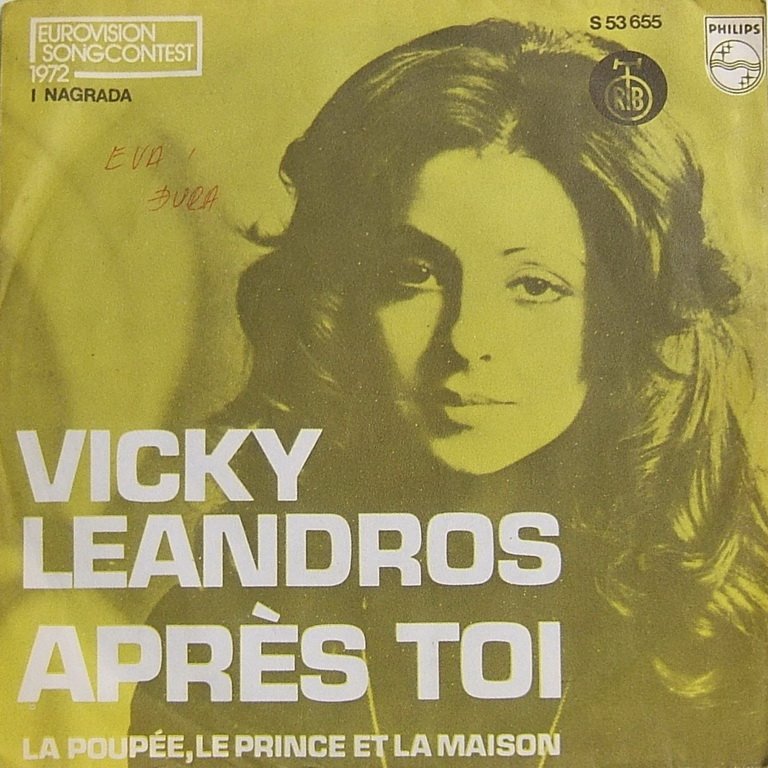 EUROVISION
SONGCONTEST
1972
I NAGRADA
S 53 655
PHILIPS
RTB
EVA
ĐURA
VICKY
LEANDROS
APRÈS TOI
LA POUPÉE, LE PRINCE ET LA MAISON